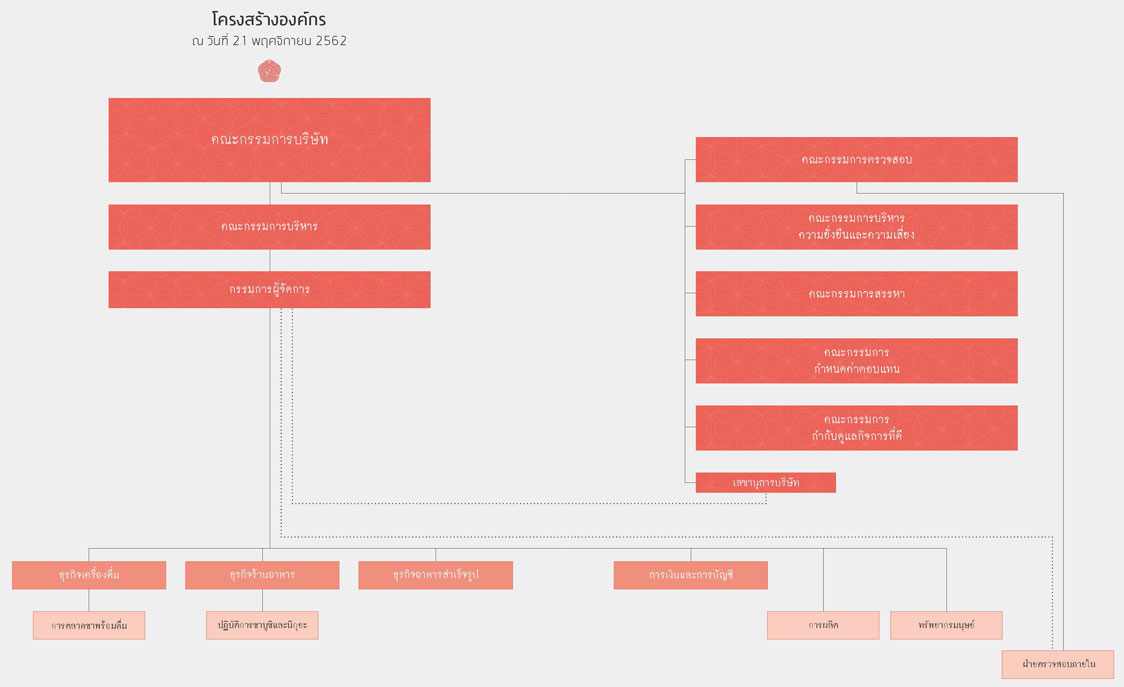 โครงสร้างองค์กร
ณ วันที่ 21 พฤศจิกายน 2562
คณะกรรมการบริษัท
คณะกรรมการบริหาร
กรรมการผู้จัดการ
คณะกรรมการตรวจสอบ
คณะกรรมการบริหาร
ความยั่งยืนและความเสี่ยง
คณะกรรมการสรรหา
คณะกรรมการ
กำหนดค่าตอบแทน
คณะกรรมการ
กำกับดูแลกิจการที่ดี
เลขานุการบริษัท
ธุรกิจเครื่องดื่ม
ธุรกิจร้านอาหาร
ธุรกิจอาหารสำเร็จรูป
การเงินและการบัญชี
การตลาดชาพร้อมดื่ม
ปฏิบัติการชาบูชิและนิกุยะ
การผลิต
ทรัพยากรมนุษย์
ฝ่ายตรวจสอบภายใน